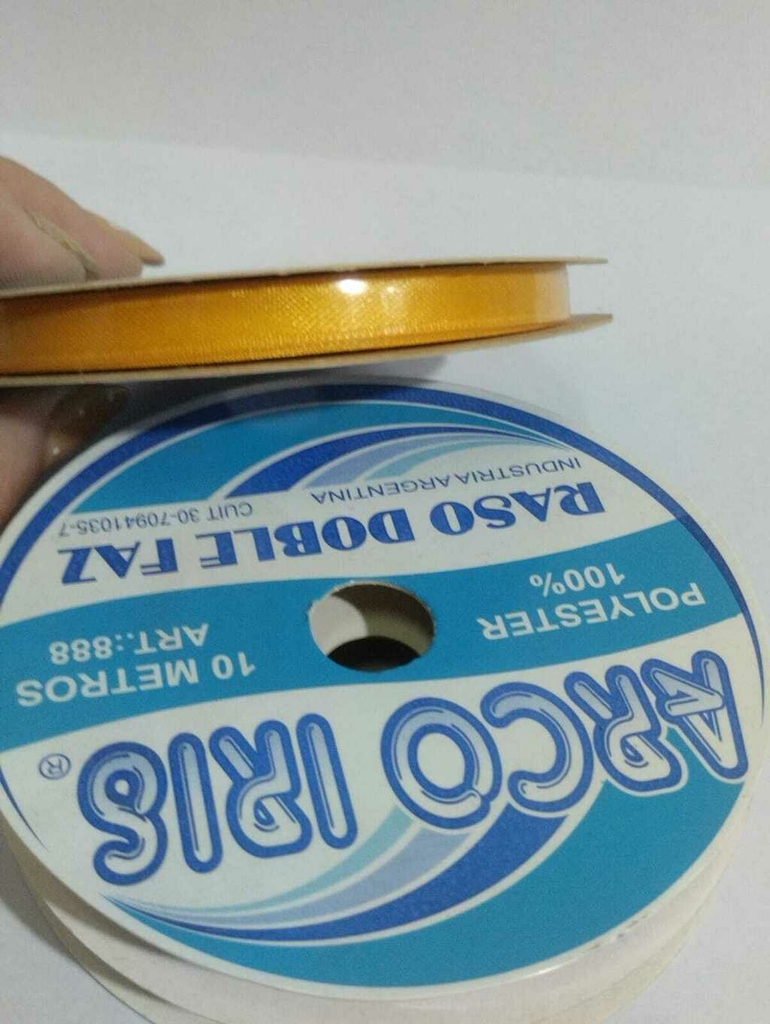 ARCO IRIS®
POLYESTER
100%
10 METROS
ART.:888
RASO DOBLE FAZ
INDUSTRIA ARGENTINA
CUIT 30-70941035-7